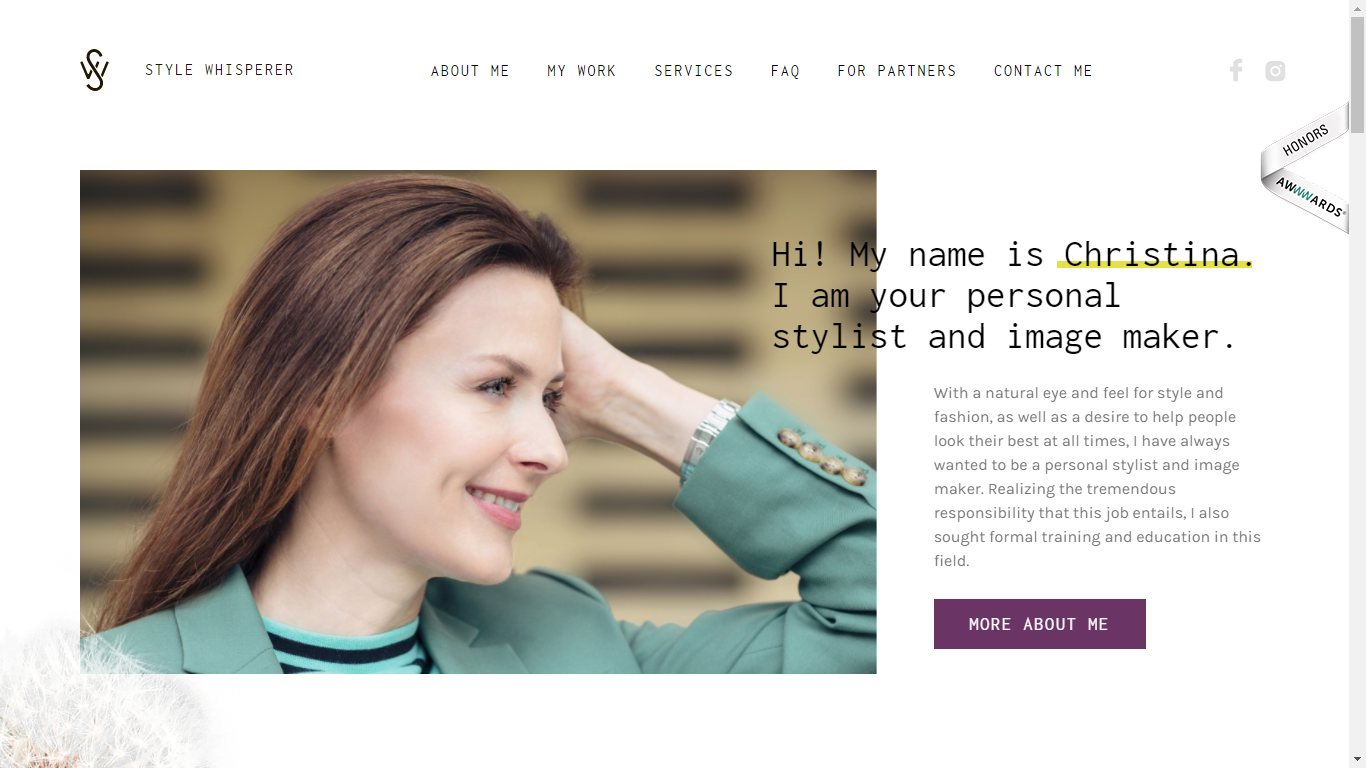 STYLE WHISPERER
ABOUT ME
MY WORK
SERVICES
FAQ
FOR PARTNERS
CONTACT ME
HONORS
AWWWARDS
Hi! My name is Christina.
I am your personal
stylist and image maker.
With a natural eye and feel for style and
fashion, as well as a desire to help people
look their best at all times, I have always
wanted to be a personal stylist and image
maker. Realizing the tremendous
responsibility that this job entails, I also
sought formal training and education in this
field.
MORE ABOUT ME